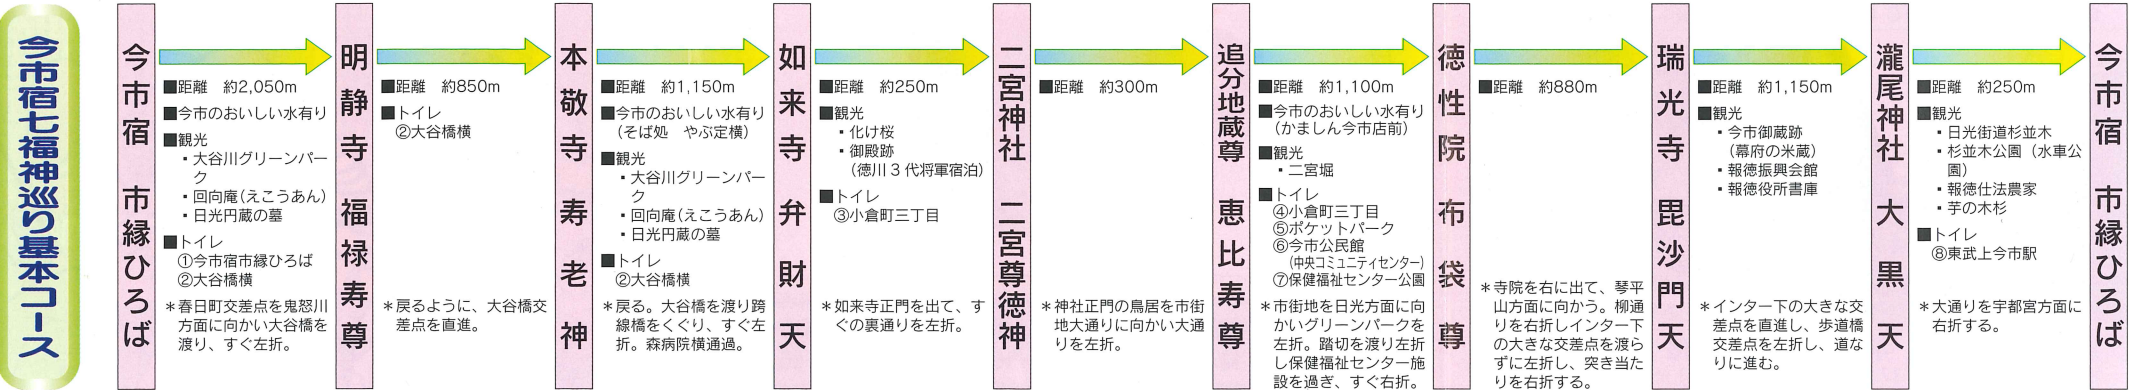 今市宿七福神巡り基本コース
今市宿　市縁ひろば
■距離　約2,050m
■今市のおいしい水有り
■観光
・大谷川グリーンパー
ク
・回向庵(えこうあん)
・日光円蔵の墓
■トイレ
①今市宿市縁ひろば
②大谷橋横
＊春日町交差点を鬼怒川
方面に向かい大谷橋を
渡り、すぐ左折。
明静寺　福禄寿尊
■距離　約850m
■トイレ
②大谷橋横
＊戻るように、大谷橋交
差点を直進。
本敬寺　寿老神
■距離　約1,150m
■今市のおいしい水有り
（そば処　やぶ定横）
■観光
・大谷川グリーンパー
ク
・回向庵(えこうあん)
・日光円蔵の墓
■トイレ
②大谷橋横
＊戻る。大谷橋を渡り跨
線橋をくぐり、すぐ左
折。森病院横通過。
如来寺　弁財天
■距離　約250m
■観光
・化け桜
・御殿跡
（徳川３代将軍宿泊）
■トイレ
③小倉町三丁目
＊如来寺正門を出て、す
ぐの裏通りを左折。
二宮神社　二宮尊徳神
■距離　約300m
＊神社正門の鳥居を市街
地大通りに向かい大通
りを左折。
追分地蔵尊　恵比寿尊
■距離　約1,100m
■今市のおいしい水有り
（かましん今市店前）
■観光
・二宮堀
■トイレ
④小倉町三丁目
⑤ポケットパーク
⑥今市公民館
（中央コミュニティセンター）
⑦保健福祉センター公園
＊市街地を日光方面に向
かいグリーンパークを
左折。踏切を渡り左折
し保健福祉センター施
設を過ぎ、すぐ右折。
徳性院　布袋尊
■距離　約880m
＊寺院を右に出て、琴平
山方面に向かう。柳通
りを右折しインター下
の大きな交差点を渡ら
ずに左折し、突き当た
りを右折する。
瑞光寺　毘沙門天
■距離　約1,150m
■観光
・今市御蔵跡
（幕府の米蔵）
・報徳振興会館
・報徳役所書庫
＊インター下の大きな交
差点を直進し、歩道橋
交差点を左折し、道な
りに進む。
瀧尾神社　大黒天
■距離　約250m
■観光
・日光街道杉並木
・杉並木公園（水車公
園）
・報徳仕法農家
・芋の木杉
■トイレ
⑧東武上今市駅
＊大通りを宇都宮方面に
右折する。
今市宿　市縁ひろば